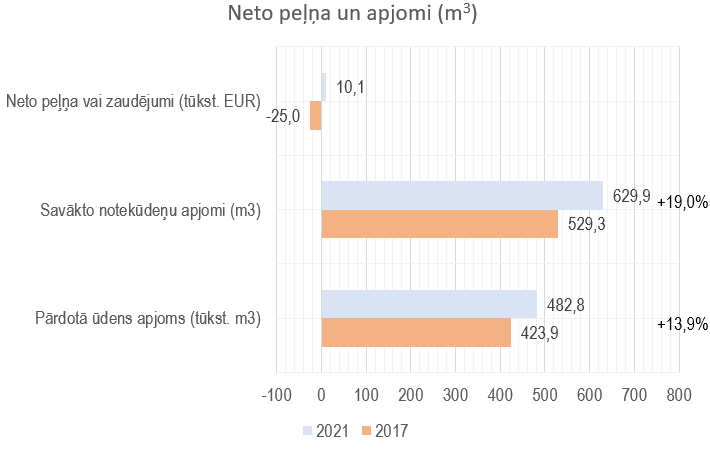 Neto peļņa un apjomi (m³)
Neto peļņa vai zaudējumi (tūkst. EUR)
10,1
-25,0
Savākto notekūdeņu apjomi (m3)
629,9
+19,0%
529,3
Pārdotā ūdens apjoms (tūkst. m3)
482,8
+13,9%
423,9
-100 0 100 200 300 400 500 600 700 800
2021 2017